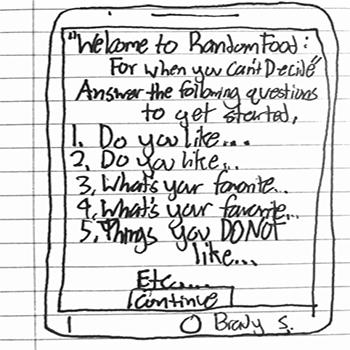 "Welcome to Random Food:
For when you Can't Decide"
Answer the following questions
to get started.
1. Do you like...
2. Do you like...
3. What's your favorite...
4. What's your favorite...
5. Things you DO NOT
like...
Etc....
Continue
Brady S.